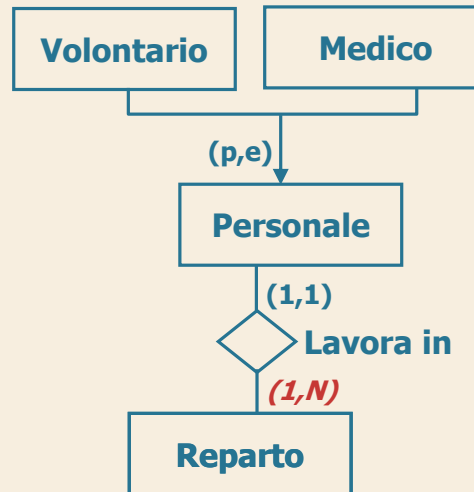 Volontario
Medico
(p,e)
Personale
(1,1)
Lavora in
(1,N)
Reparto